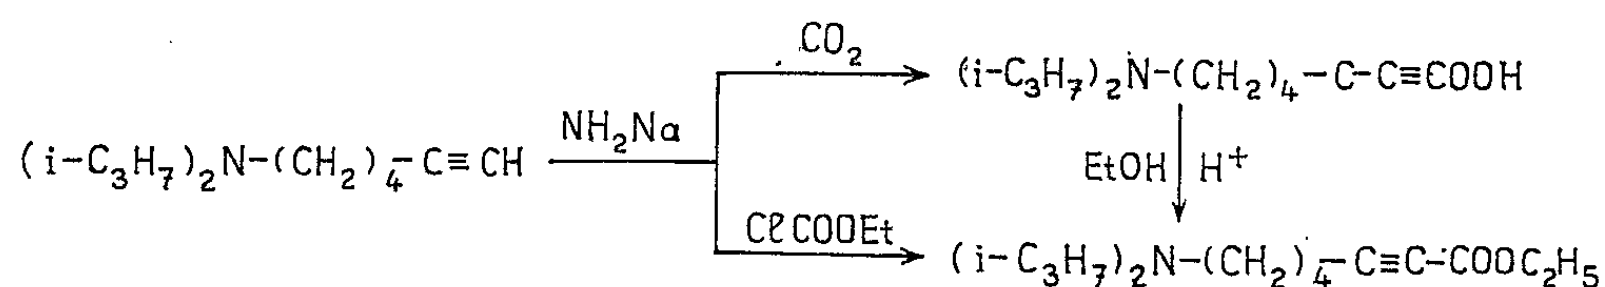 CO₂
(i-C₃H₇)₂N-(CH₂)₄-C-C≡COOH
NH₂Na
(i-C₃H₇)₂N-(CH₂)₄-C≡CH
EtOH H⁺
ClCOOEt
(i-C₃H₇)₂N-(CH₂)₄-C≡C-COOC₂H₅